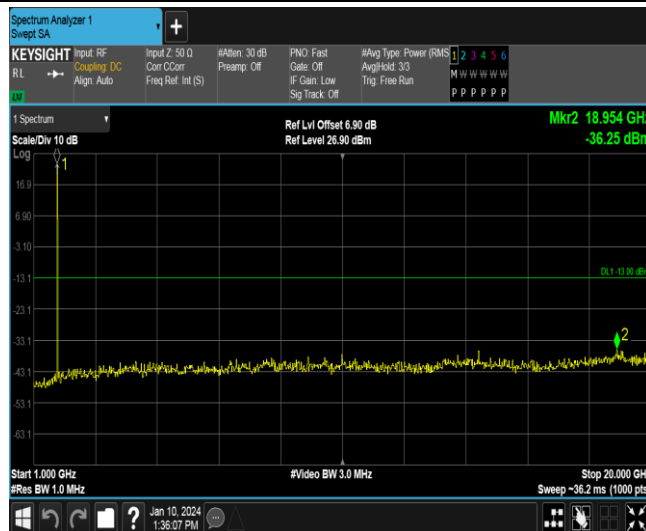 Spectrum Analyzer 1
Swept SA
+
KEYSIGHT
RL
LXI
Input: RF
Coupling: DC
Align: Auto
Input Z: 50 Ω
Corr CCorr
Freq Ref: Int (S)
#Atten: 30 dB
Preamp: Off
PNO: Fast
Gate: Off
IF Gain: Low
Sig Track: Off
#Avg Type: Power (RMS
Avg|Hold: 3/3
Trig: Free Run
1 2 3 4 5 6
M W W W W W
P P P P P P
1 Spectrum
Scale/Div 10 dB
Ref Lvl Offset 6.90 dB
Ref Level 26.90 dBm
Mkr2 18.954 GHz
-36.25 dBm
Log
1
16.9
6.90
-3.10
-13.1
DL1 -13.00 dBm
-23.1
-33.1
2
-43.1
-53.1
-63.1
Start 1.000 GHz
#Res BW 1.0 MHz
#Video BW 3.0 MHz
Stop 20.000 GHz
Sweep ~36.2 ms (1000 pts
?
Jan 10, 2024
1:36:07 PM